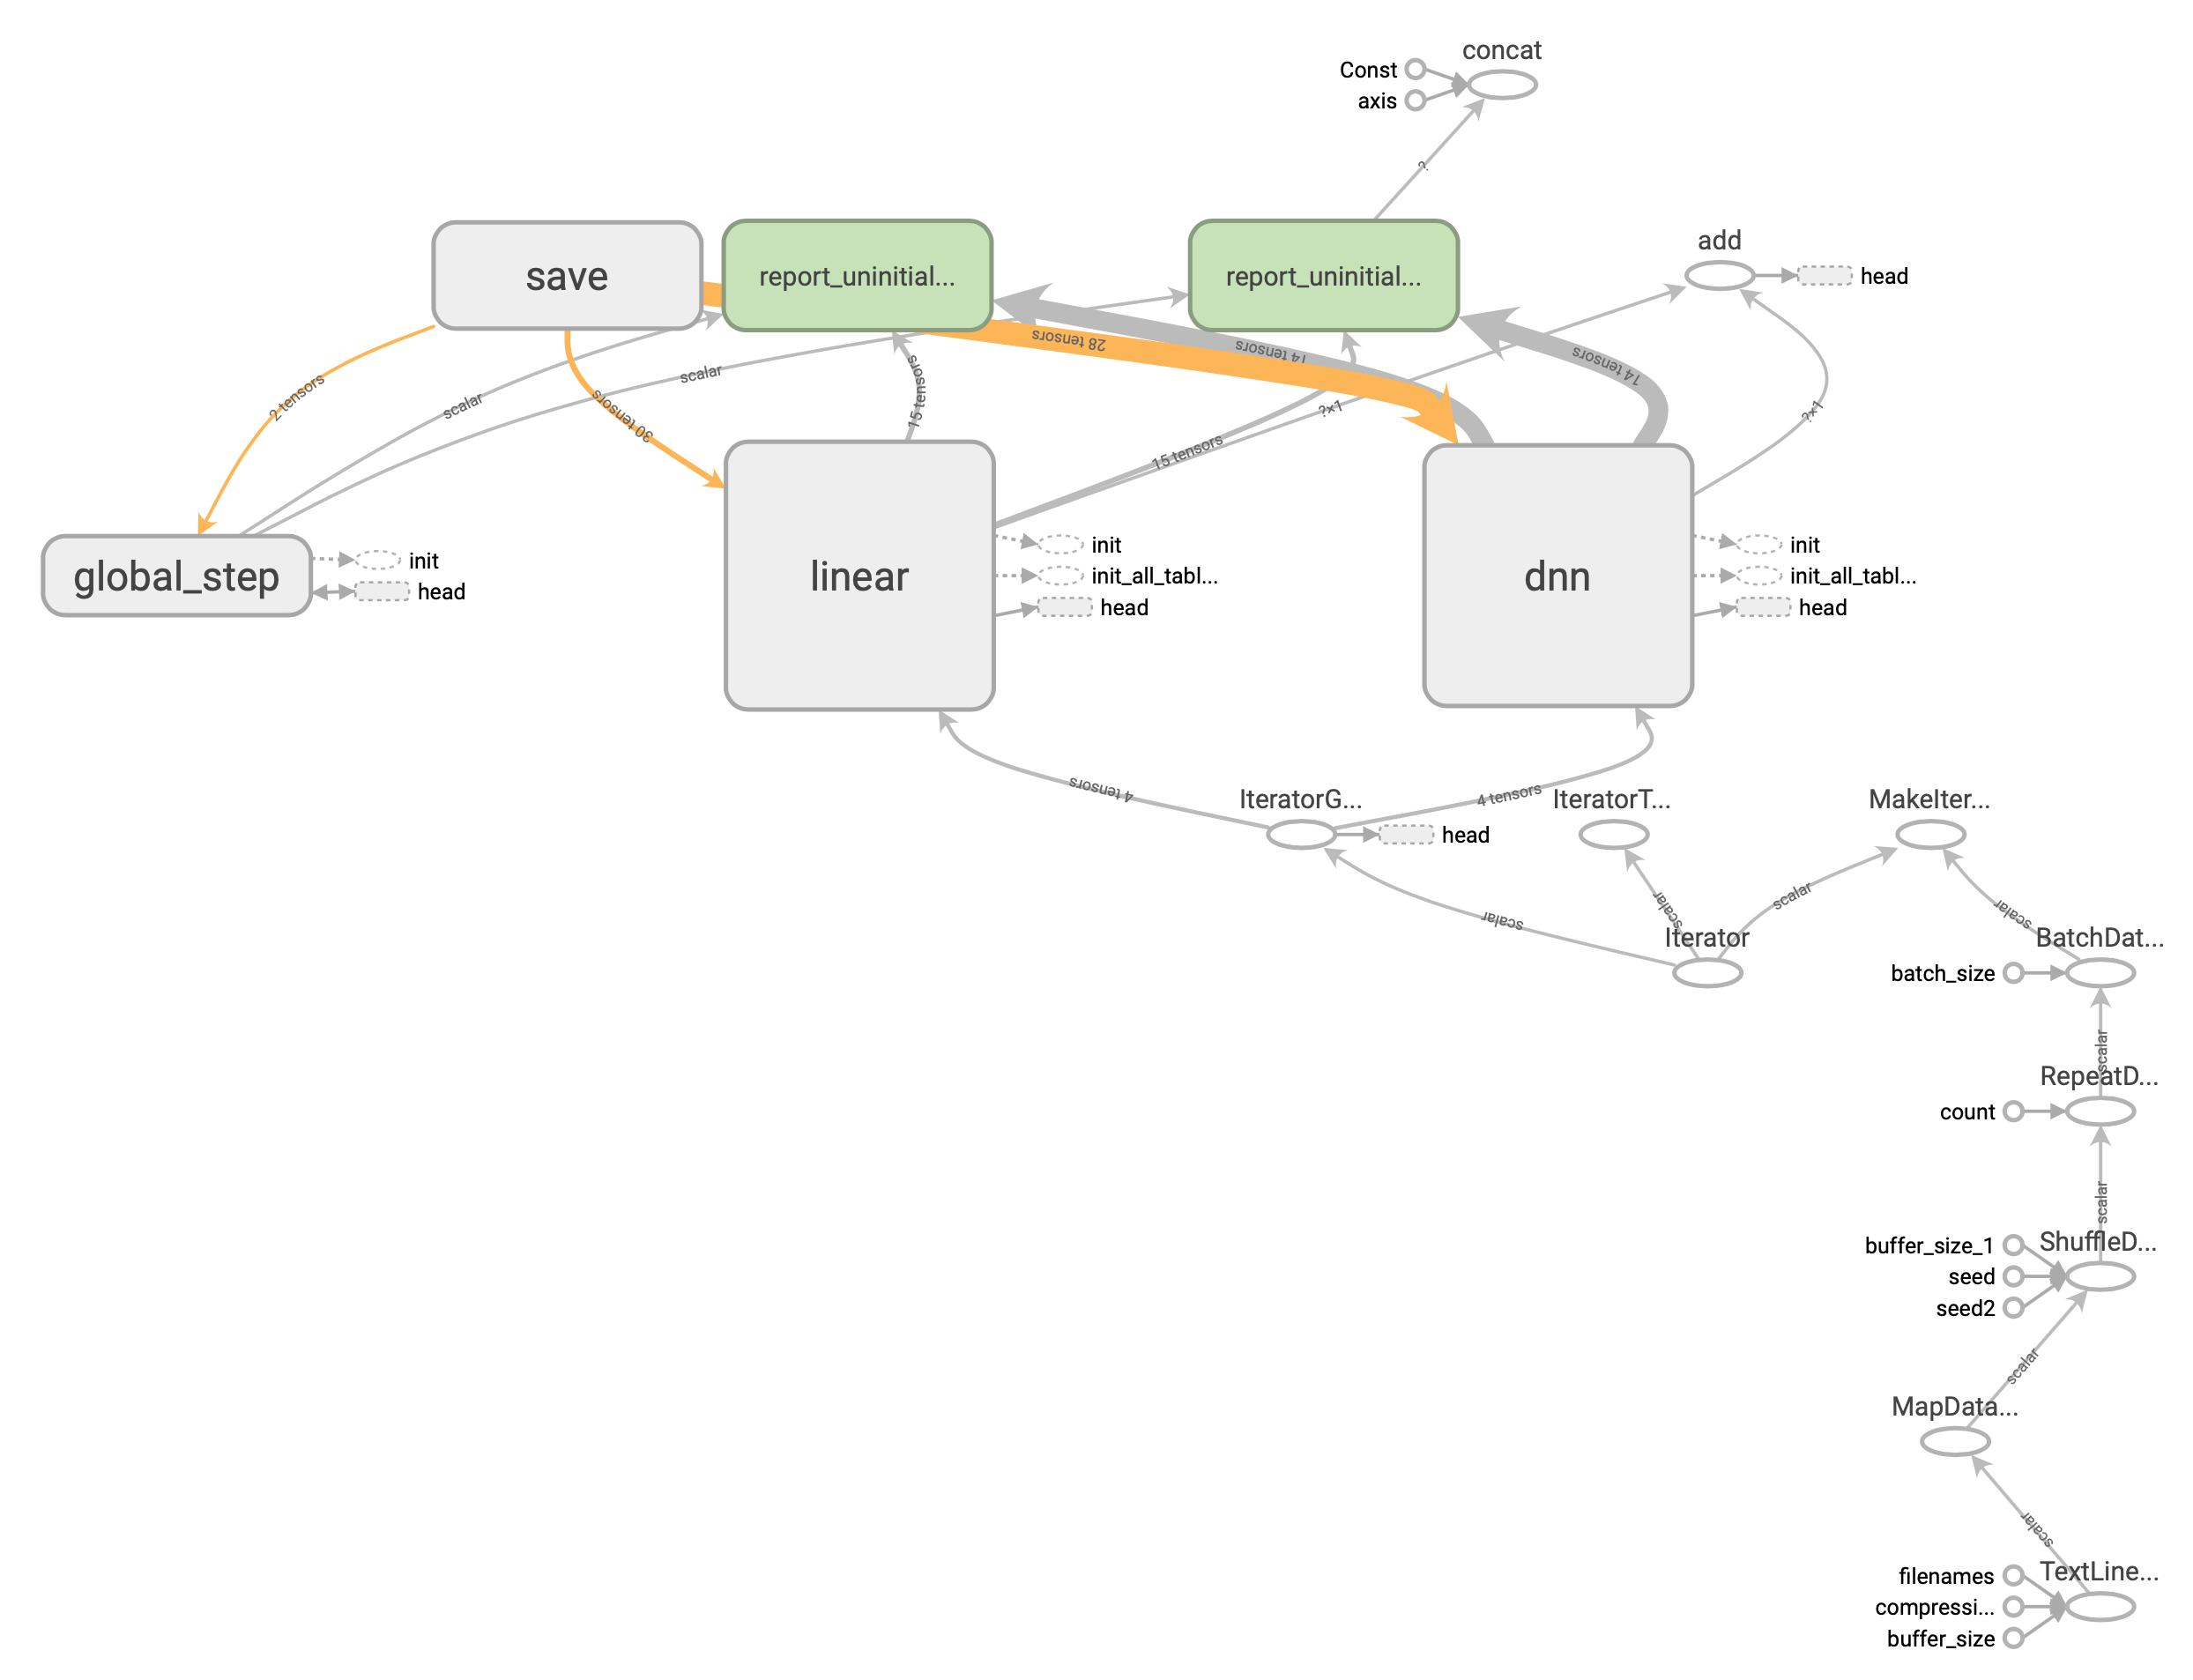 concat
Const
axis
?
save
report_uninitial...
report_uninitial...
add
head
28 tensors
14 tensors
14 tensors
2 tensors
scalar
scalar
30 tensors
15 tensors
15 tensors
?×1
?×1
global_step
init
head
linear
init
init_all_tabl...
head
dnn
init
init_all_tabl...
head
4 tensors
4 tensors
IteratorG...
head
IteratorT...
MakeIter...
scalar
scalar
scalar
scalar
Iterator
BatchDat...
batch_size
scalar
RepeatD...
count
scalar
ShuffleD...
buffer_size_1
seed
seed2
scalar
MapData...
scalar
TextLine...
filenames
compressi...
buffer_size